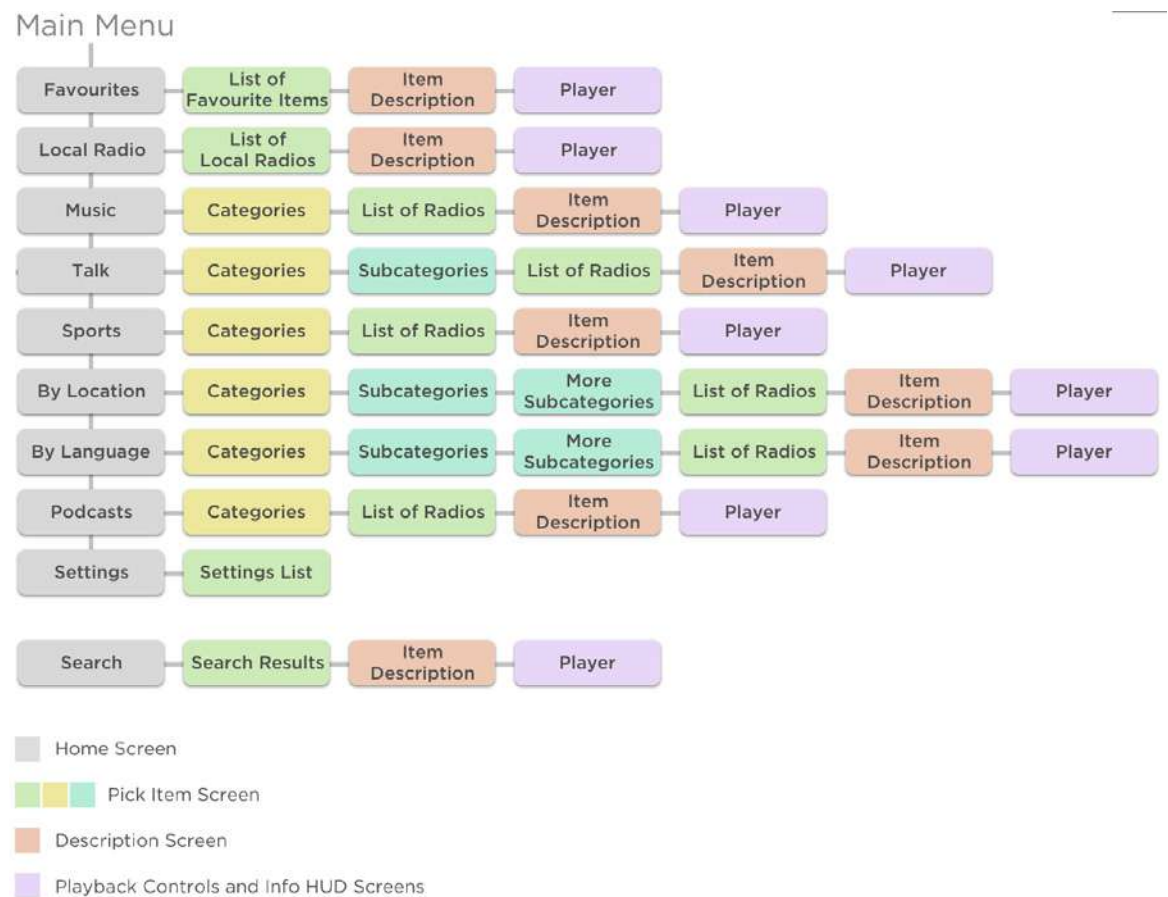 Main Menu
Favourites
List of
Favourite Items
Item
Description
Player
Local Radio
List of
Local Radios
Item
Description
Player
Music
Categories
List of Radios
Item
Description
Player
Talk
Categories
Subcategories
List of Radios
Item
Description
Player
Sports
Categories
List of Radios
Item
Description
Player
By Location
Categories
Subcategories
More
Subcategories
List of Radios
Item
Description
Player
By Language
Categories
Subcategories
More
Subcategories
List of Radios
Item
Description
Player
Podcasts
Categories
List of Radios
Item
Description
Player
Settings
Settings List
Search
Search Results
Item
Description
Player
Home Screen
Pick Item Screen
Description Screen
Playback Controls and Info HUD Screens